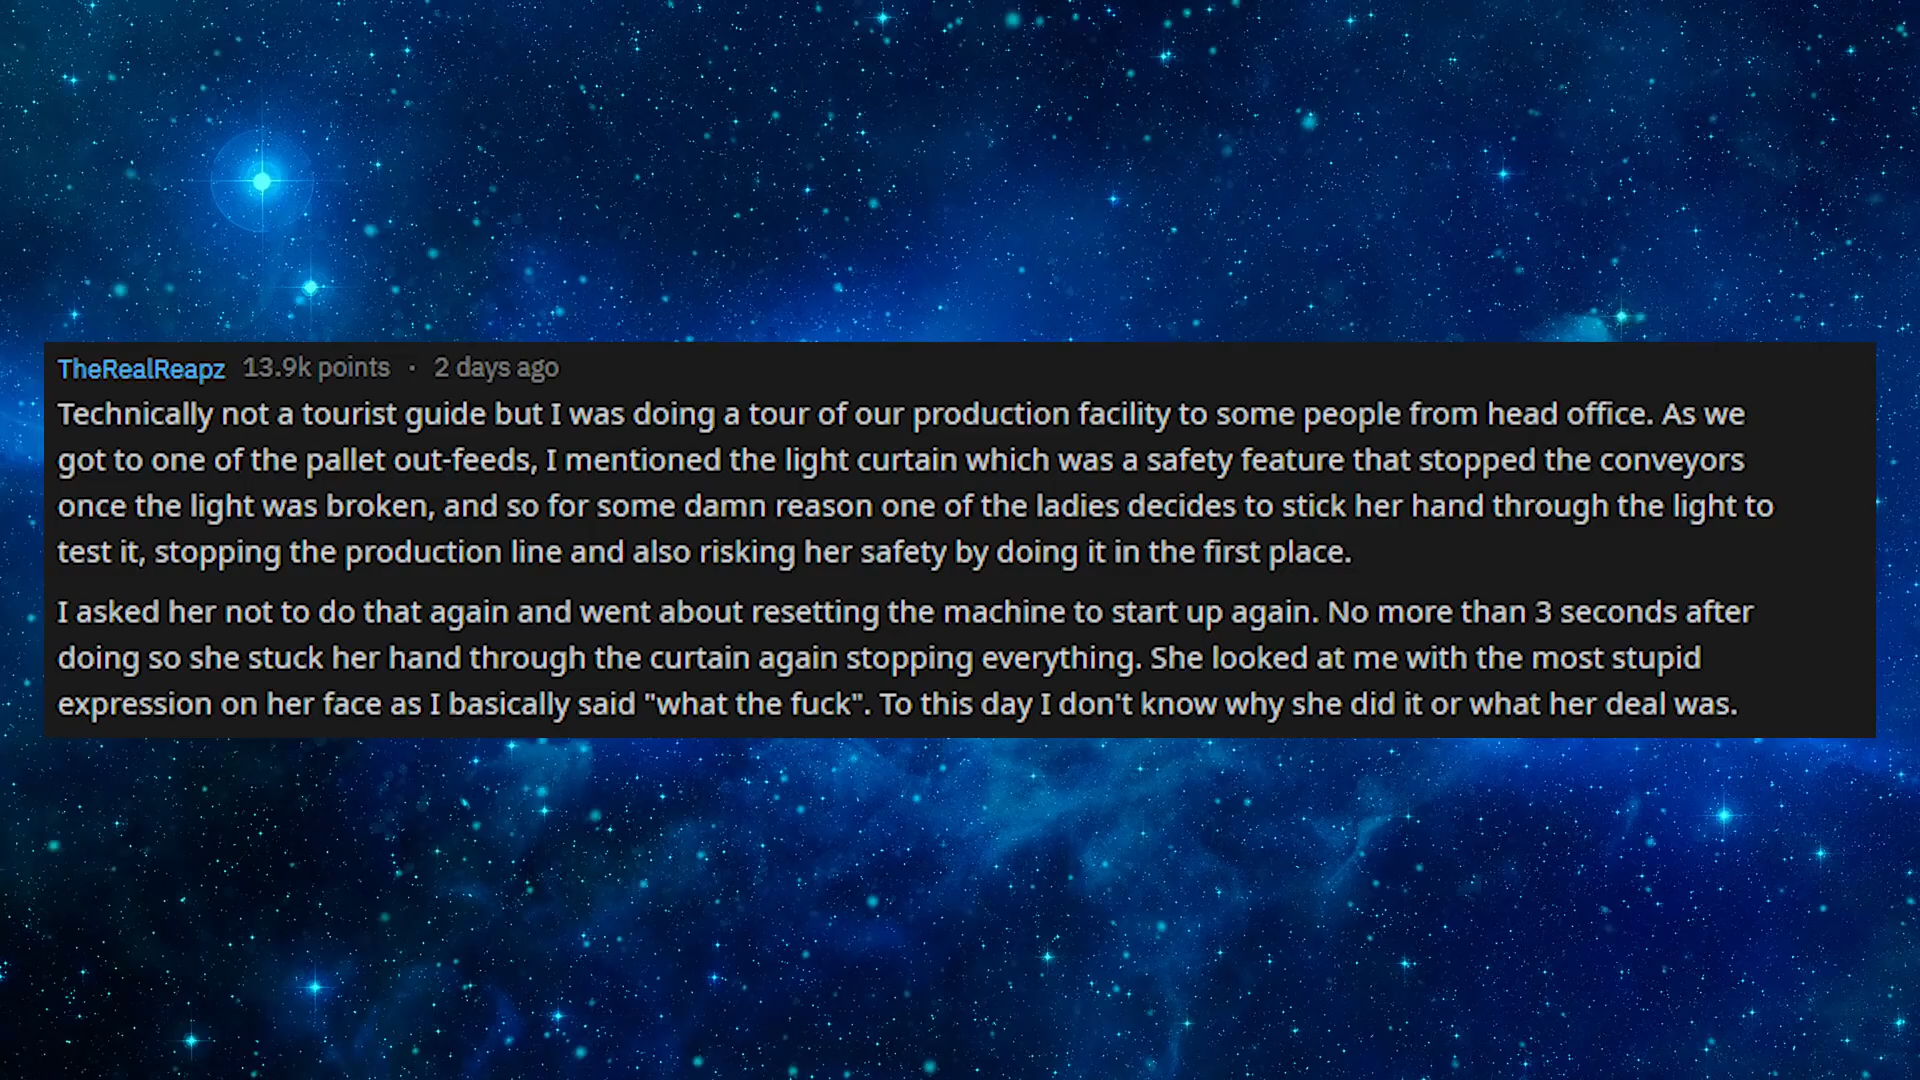 TheRealReapz 13.9k points · 2 days ago
Technically not a tourist guide but I was doing a tour of our production facility to some people from head office. As we
got to one of the pallet out-feeds, I mentioned the light curtain which was a safety feature that stopped the conveyors
once the light was broken, and so for some damn reason one of the ladies decides to stick her hand through the light to
test it, stopping the production line and also risking her safety by doing it in the first place.
I asked her not to do that again and went about resetting the machine to start up again. No more than 3 seconds after
doing so she stuck her hand through the curtain again stopping everything. She looked at me with the most stupid
expression on her face as I basically said "what the fuck". To this day I don't know why she did it or what her deal was.